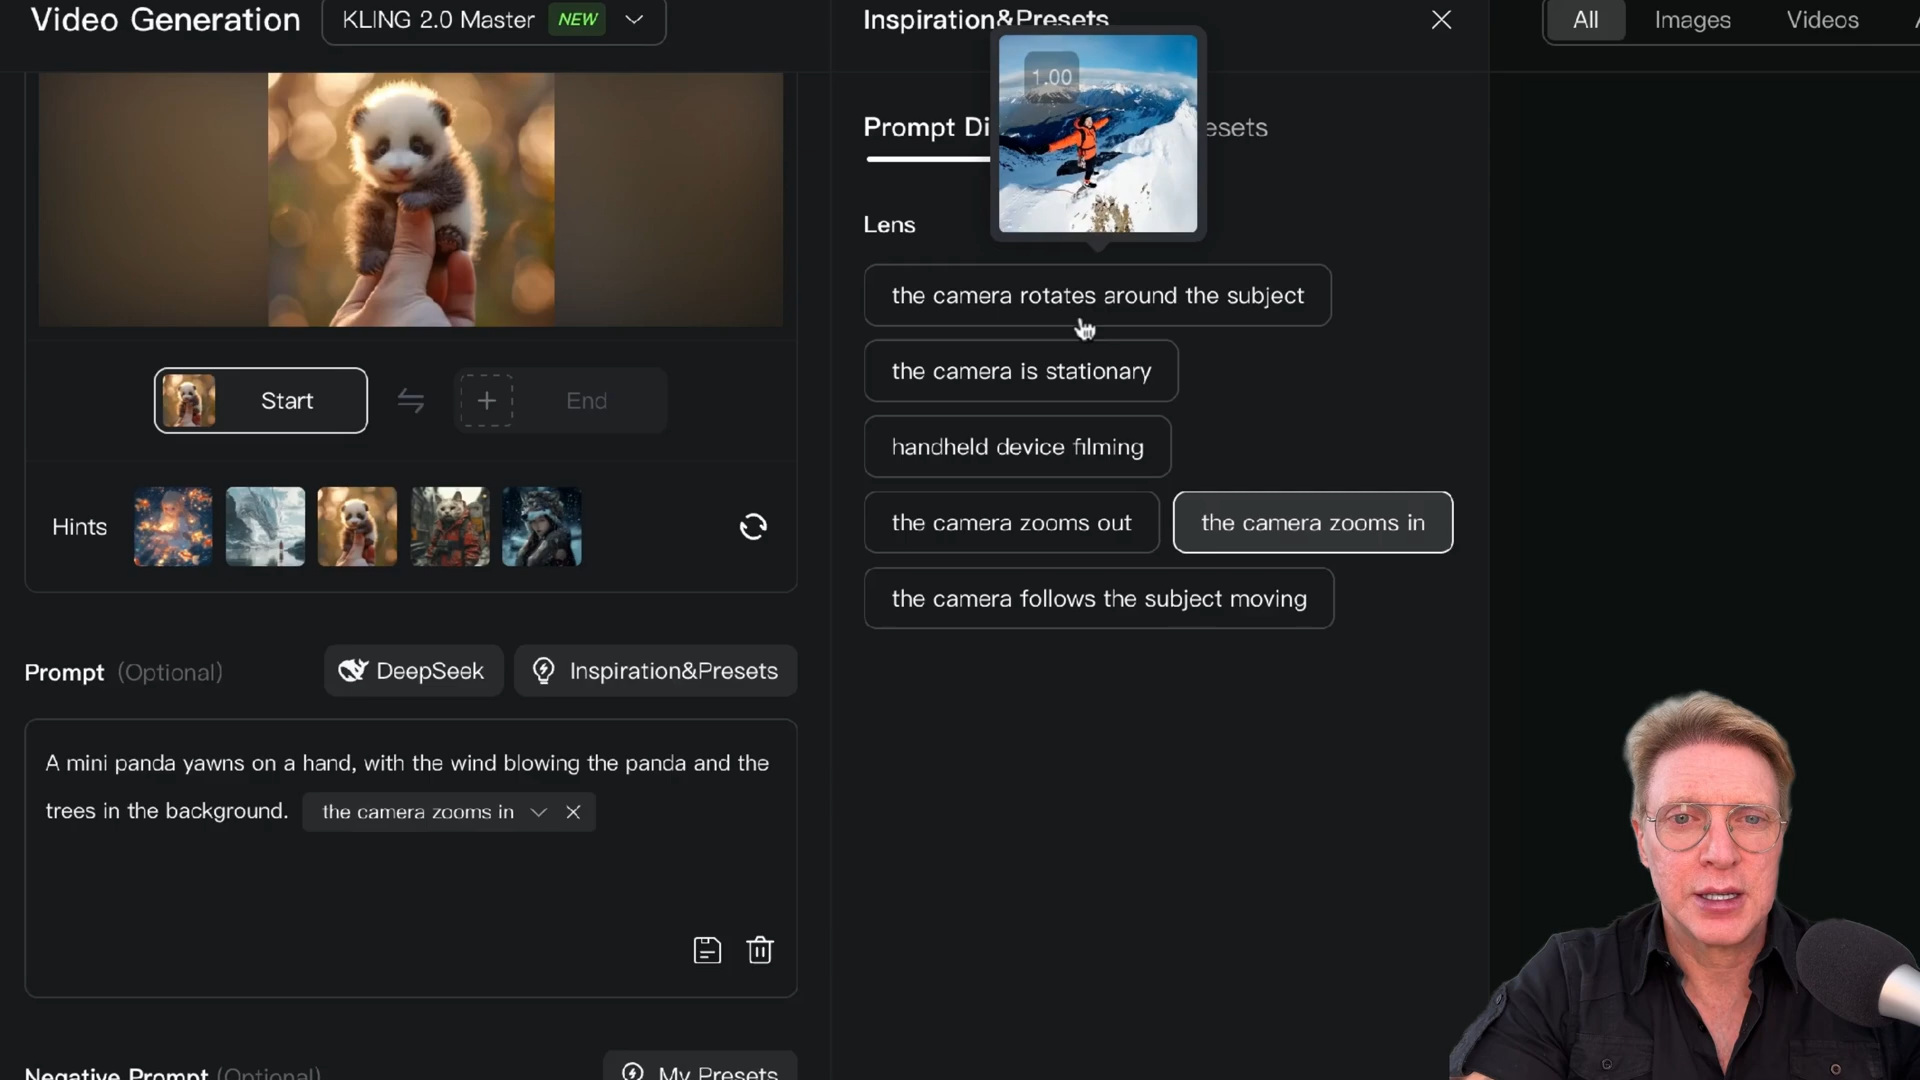 Video Generation
KLING 2.0 Master NEW
Inspiration&Presets
All Images Videos
1.00
Prompt Di
esets
Lens
the camera rotates around the subject
the camera is stationary
handheld device filming
the camera zooms out
the camera zooms in
the camera follows the subject moving
Start
End
Hints
Prompt (Optional)
DeepSeek
Inspiration&Presets
A mini panda yawns on a hand, with the wind blowing the panda and the
trees in the background. the camera zooms in
Negative Prompt (Optional)
My Presets